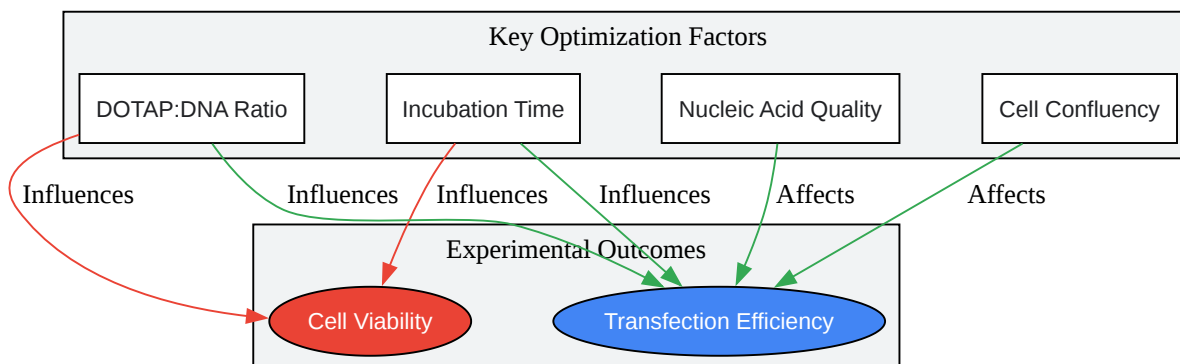 Key Optimization Factors
DOTAP:DNA Ratio
Incubation Time
Nucleic Acid Quality
Cell Confluency
Influences
Influences
Influences
Influences
Affects
Affects
Experimental Outcomes
Cell Viability
Transfection Efficiency